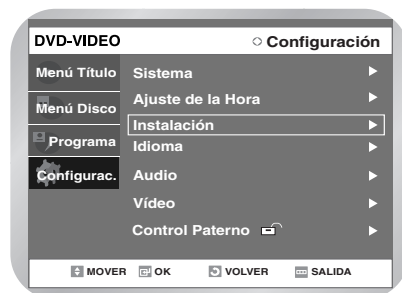 DVD-VIDEO Configuración
Menú Título
Menú Disco
Programa
Configurac.
Sistema
Ajuste de la Hora
Instalación
Idioma
Audio
Vídeo
Control Paterno
MOVER OK VOLVER SALIDA